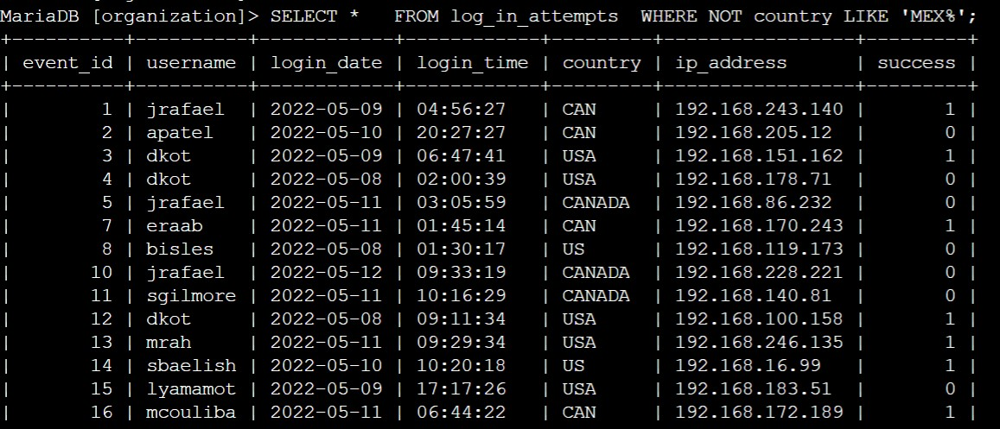 MariaDB [organization]> SELECT *   FROM log_in_attempts  WHERE NOT country LIKE 'MEX%';
+----------+----------+------------+------------+---------+-----------------+---------+
| event_id | username | login_date | login_time | country | ip_address      | success |
+----------+----------+------------+------------+---------+-----------------+---------+
|        1 | jrafael  | 2022-05-09 | 04:56:27   | CAN     | 192.168.243.140 |       1 |
|        2 | apatel   | 2022-05-10 | 20:27:27   | CAN     | 192.168.205.12  |       0 |
|        3 | dkot     | 2022-05-09 | 06:47:41   | USA     | 192.168.151.162 |       1 |
|        4 | dkot     | 2022-05-08 | 02:00:39   | USA     | 192.168.178.71  |       0 |
|        5 | jrafael  | 2022-05-11 | 03:05:59   | CANADA  | 192.168.86.232  |       0 |
|        7 | eraab    | 2022-05-11 | 01:45:14   | CAN     | 192.168.170.243 |       1 |
|        8 | bisles   | 2022-05-08 | 01:30:17   | US      | 192.168.119.173 |       0 |
|       10 | jrafael  | 2022-05-12 | 09:33:19   | CANADA  | 192.168.228.221 |       0 |
|       11 | sgilmore | 2022-05-11 | 10:16:29   | CANADA  | 192.168.140.81  |       0 |
|       12 | dkot     | 2022-05-08 | 09:11:34   | USA     | 192.168.100.158 |       1 |
|       13 | mrah     | 2022-05-11 | 09:29:34   | USA     | 192.168.246.135 |       1 |
|       14 | sbaelish | 2022-05-10 | 10:20:18   | US      | 192.168.16.99   |       1 |
|       15 | lyamamot | 2022-05-09 | 17:17:26   | USA     | 192.168.183.51  |       0 |
|       16 | mcouliba | 2022-05-11 | 06:44:22   | CAN     | 192.168.172.189 |       1 |